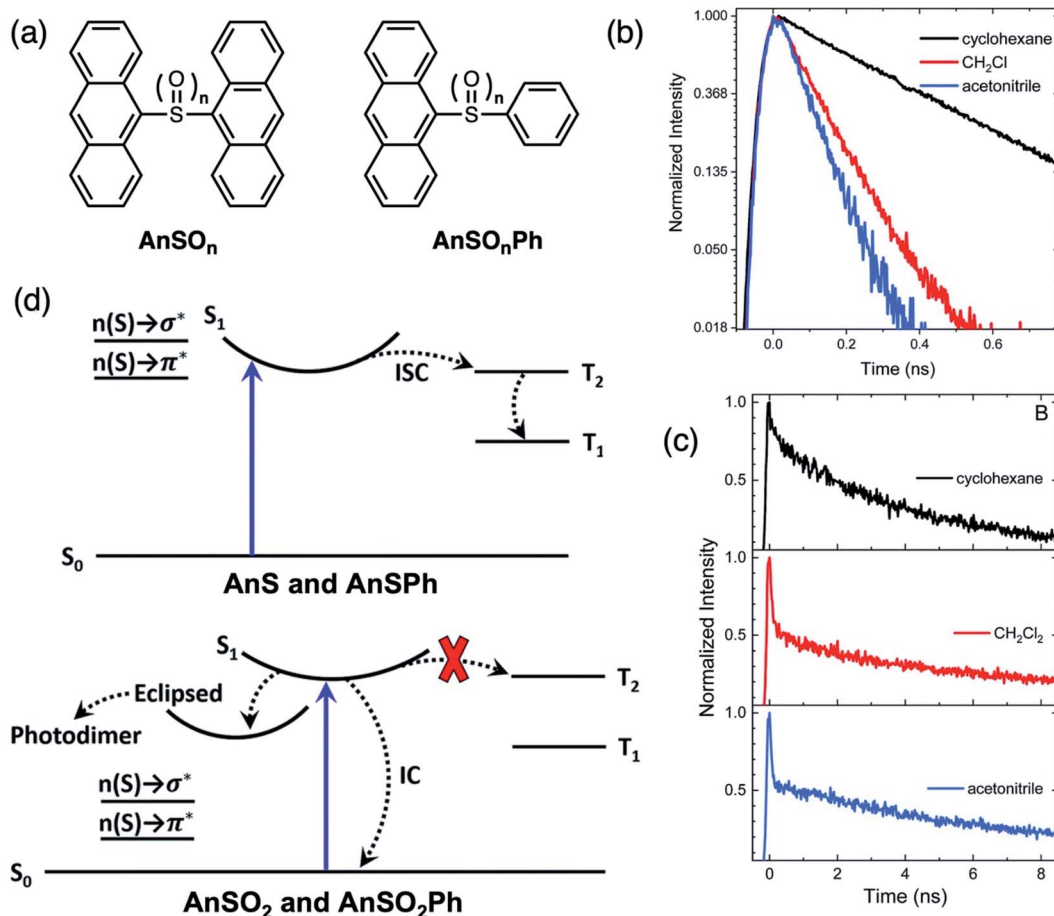 (a)
(O)n
S
AnSOn
(O)n
S
AnSOnPh
(b)
Normalized Intensity
1.000
0.368
0.135
0.050
0.018
cyclohexane
CH2Cl
acetonitrile
0.0 0.2 0.4 0.6
Time (ns)
(d)
n(S)→σ*
n(S)→π*
S1
ISC
T2
T1
S0
AnS and AnSPh
S1
Eclipsed
Photodimer
n(S)→σ*
n(S)→π*
IC
T2
T1
S0
AnSO2 and AnSO2Ph
(c)
B
Normalized Intensity
1.0
0.5
cyclohexane
1.0
0.5
CH2Cl2
1.0
0.5
acetonitrile
0 2 4 6 8
Time (ns)